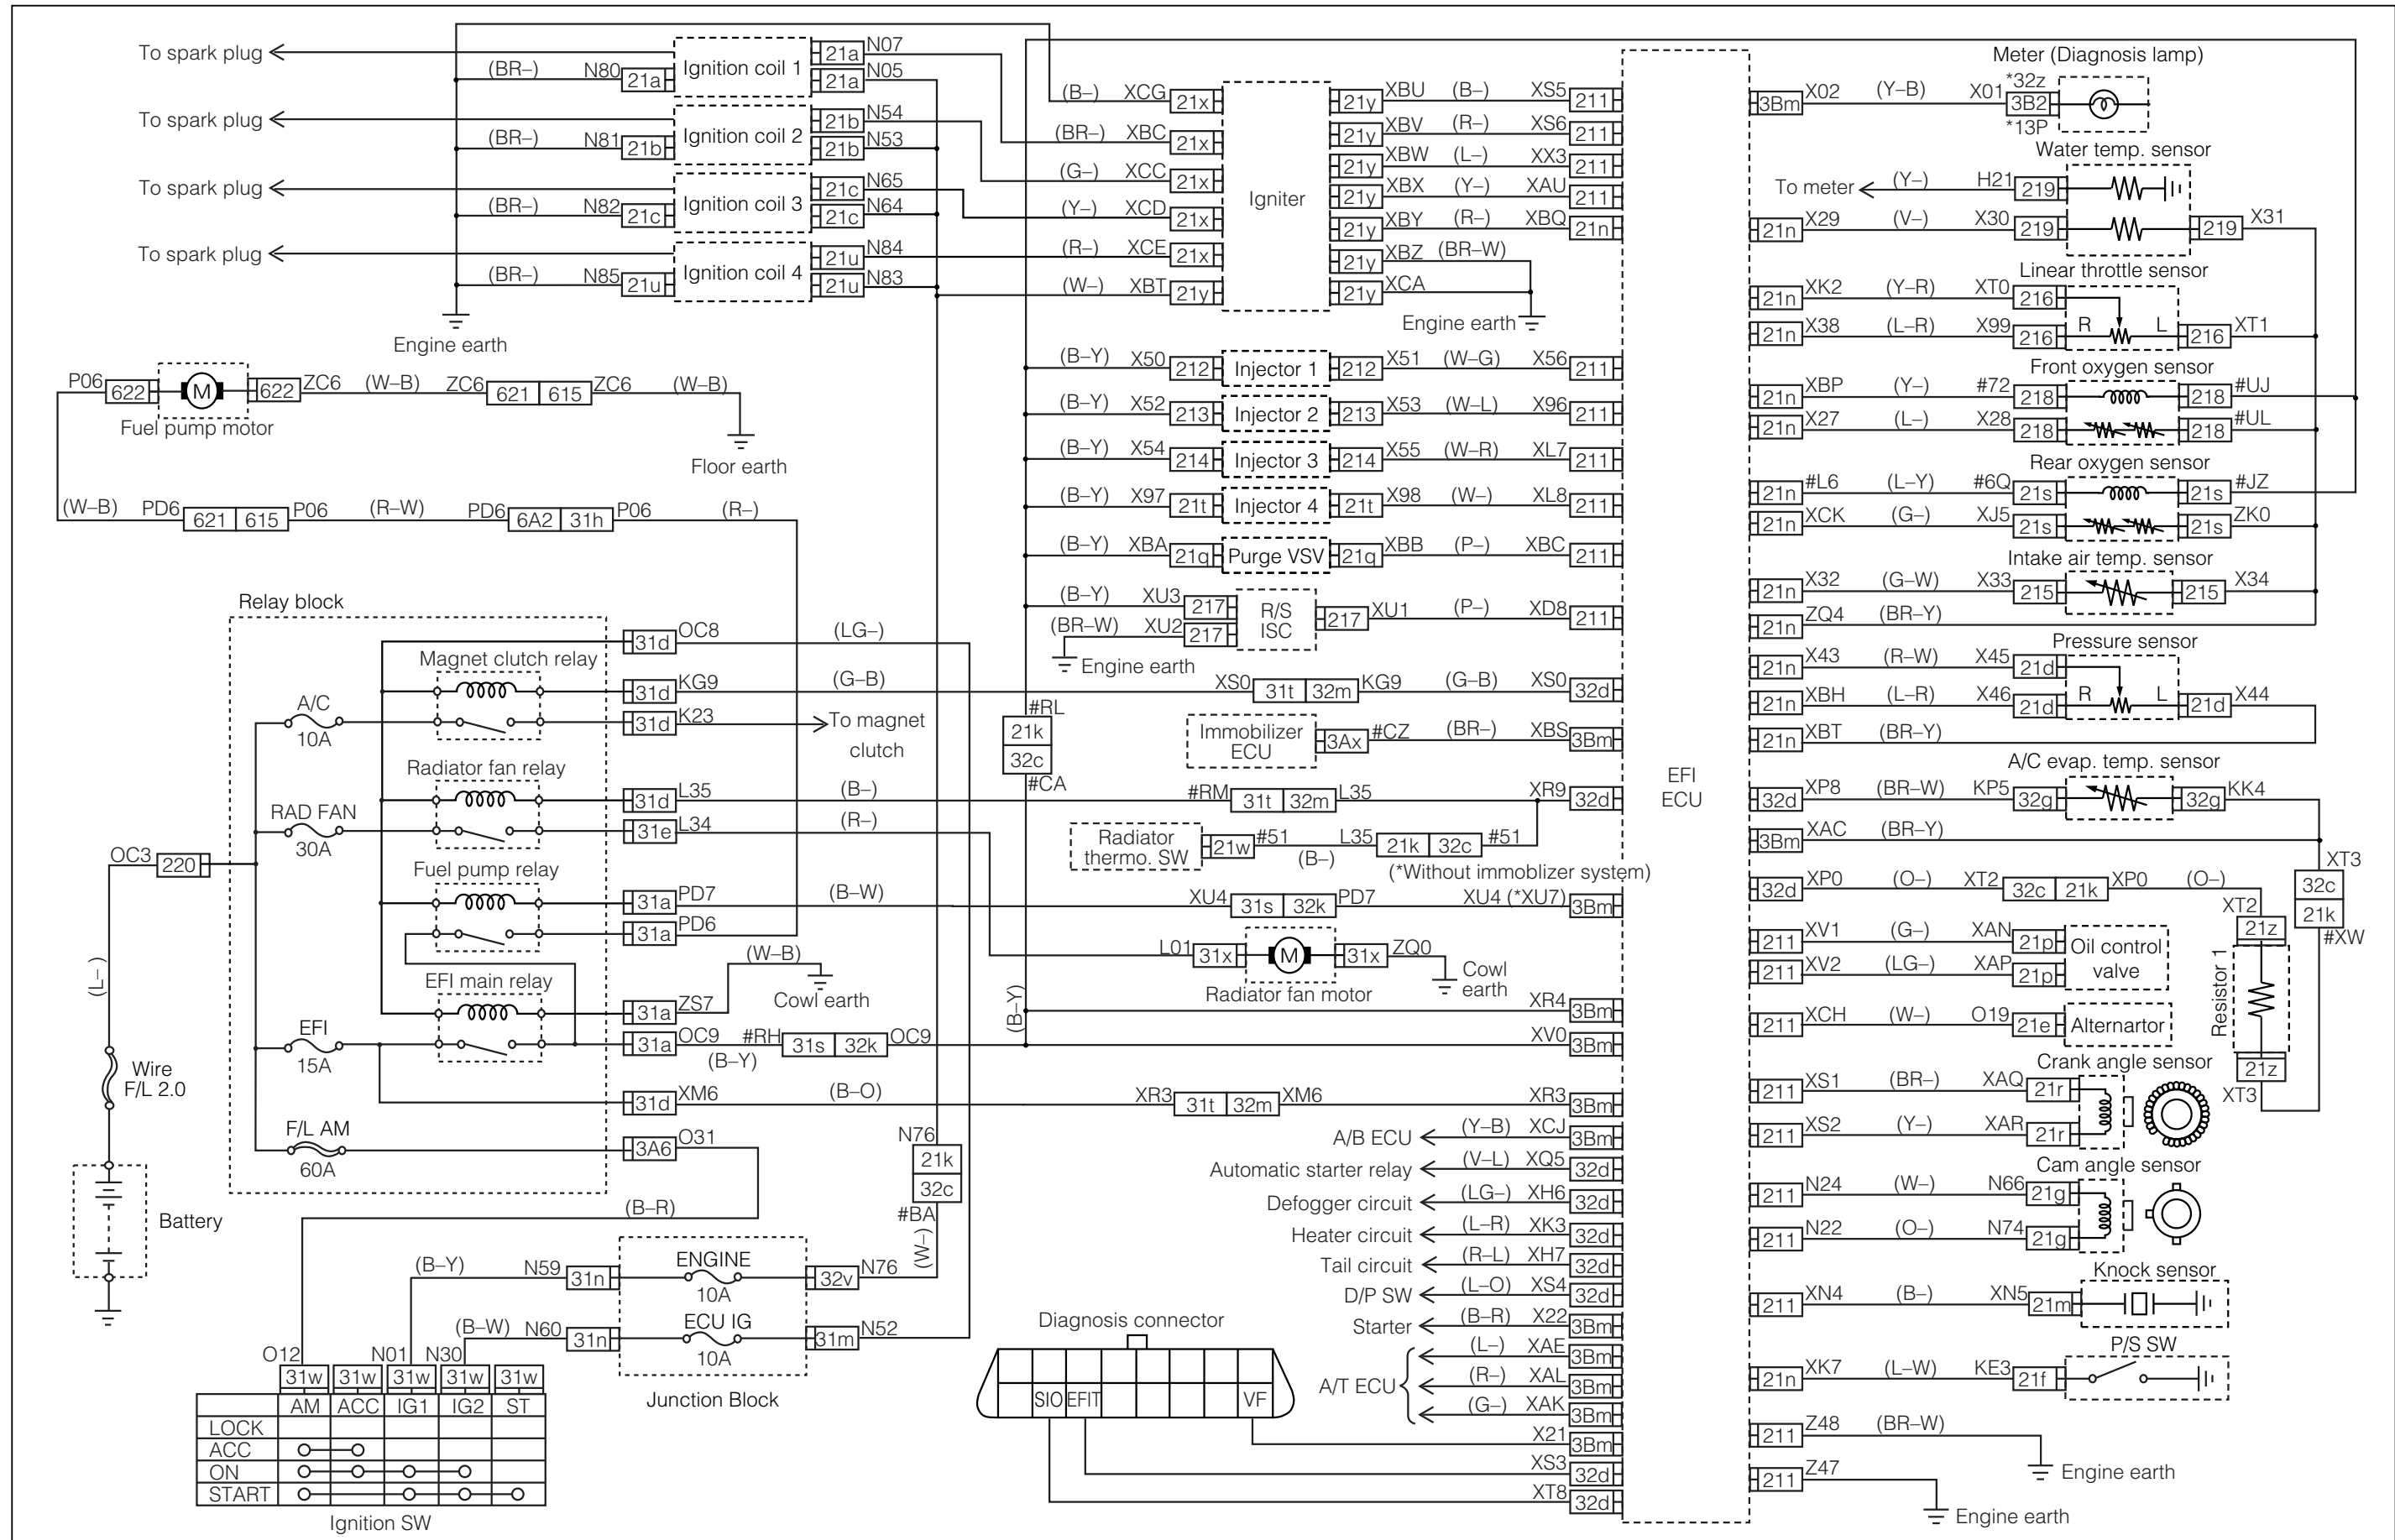 To spark plug
(BR–) N80 21a Ignition coil 1 21a N07
21a N05
To spark plug
(BR–) N81 21b Ignition coil 2 21b N54
21b N53
To spark plug
(BR–) N82 21c Ignition coil 3 21c N65
21c N64
To spark plug
(BR–) N85 21u Ignition coil 4 21u N84
21u N83
Engine earth
(B–) XCG 21x
(BR–) XBC 21x
(G–) XCC 21x
(Y–) XCD 21x
(R–) XCE 21x
(W–) XBT 21y
Igniter
21y XBU (B–) XS5 211
21y XBV (R–) XS6 211
21y XBW (L–) XX3 211
21y XBX (Y–) XAU 211
21y XBY (R–) XBQ 21n
21y XBZ (BR–W)
21y XCA
Engine earth
P06 622 M 622 ZC6 (W–B) ZC6 621 615 ZC6 (W–B)
Fuel pump motor
Floor earth
(W–B) PD6 621 615 P06 (R–W) PD6 6A2 31h P06 (R–)
(B–Y) X50 212 Injector 1 212 X51 (W–G) X56 211
(B–Y) X52 213 Injector 2 213 X53 (W–L) X96 211
(B–Y) X54 214 Injector 3 214 X55 (W–R) XL7 211
(B–Y) X97 21t Injector 4 21t X98 (W–) XL8 211
(B–Y) XBA 21q Purge VSV 21q XBB (P–) XBC 211
(B–Y) XU3 217 R/S
ISC 217 XU1 (P–) XD8 211
(BR–W) XU2 217
Engine earth
Relay block
31d OC8 (LG–)
Magnet clutch relay
31d KG9 (G–B) XS0 31t 32m KG9 (G–B) XS0 32d
A/C
10A
31d K23 To magnet
clutch
#RL
21k
32c
#CA
Immobilizer
ECU 3Ax #CZ (BR–) XBS 3Bm
Radiator fan relay
31d L35 (B–) #RM 31t 32m L35 XR9 32d
RAD FAN
30A
31e L34 (R–)
Radiator
thermo. SW 21w #51 (B–) L35 21k 32c #51
(*Without immoblizer system)
Fuel pump relay
31a PD7 (B–W) XU4 31s 32k PD7 XU4 (*XU7) 3Bm
31a PD6
OC3 220
L01 31x M 31x ZQ0
Radiator fan motor
Cowl
earth
(W–B)
Cowl earth
EFI main relay
31a ZS7
(B–Y)
XR4 3Bm
EFI
15A
31a OC9 (B–Y) #RH 31s 32k OC9 XV0 3Bm
31d XM6 (B–O) XR3 31t 32m XM6 XR3 3Bm
F/L AM
60A
3A6 O31
(B–R)
(L–)
Wire
F/L 2.0
Battery
N76
21k
32c
#BA
(W–)
(B–Y) N59 31n ENGINE
10A 32v N76
(B–W) N60 31n ECU IG
10A 31m N52
Junction Block
O12 N01 N30
31w 31w 31w 31w 31w
AM ACC IG1 IG2 ST
LOCK
ACC
ON
START
Ignition SW
A/B ECU (Y–B) XCJ 3Bm
Automatic starter relay (V–L) XQ5 32d
Defogger circuit (LG–) XH6 32d
Heater circuit (L–R) XK3 32d
Tail circuit (R–L) XH7 32d
D/P SW (L–O) XS4 32d
Starter (B–R) X22 3Bm
A/T ECU
(L–) XAE 3Bm
(R–) XAL 3Bm
(G–) XAK 3Bm
X21 3Bm
XS3 32d
XT8 32d
Diagnosis connector
SIO EFIT VF
EFI
ECU
Meter (Diagnosis lamp)
*32z
3Bm X02 (Y–B) X01 3B2
*13P
Water temp. sensor
To meter (Y–) H21 219
21n X29 (V–) X30 219 219 X31
Linear throttle sensor
21n XK2 (Y–R) XT0 216
21n X38 (L–R) X99 216 R L 216 XT1
Front oxygen sensor
21n XBP (Y–) #72 218 218 #UJ
21n X27 (L–) X28 218 218 #UL
Rear oxygen sensor
21n #L6 (L–Y) #6Q 21s 21s #JZ
21n XCK (G–) XJ5 21s 21s ZK0
Intake air temp. sensor
21n X32 (G–W) X33 215 215 X34
21n ZQ4 (BR–Y)
Pressure sensor
21n X43 (R–W) X45 21d
21n XBH (L–R) X46 21d R L 21d X44
21n XBT (BR–Y)
A/C evap. temp. sensor
32d XP8 (BR–W) KP5 32g 32g KK4
3Bm XAC (BR–Y)
XT3
32c
21k
#XW
32d XP0 (O–) XT2 32c 21k XP0 (O–)
XT2
21z
Resistor 1
21z
XT3
211 XV1 (G–) XAN 21p Oil control
valve
211 XV2 (LG–) XAP 21p
211 XCH (W–) O19 21e Alternartor
Crank angle sensor
211 XS1 (BR–) XAQ 21r
211 XS2 (Y–) XAR 21r
Cam angle sensor
211 N24 (W–) N66 21g
211 N22 (O–) N74 21g
Knock sensor
211 XN4 (B–) XN5 21m
P/S SW
21n XK7 (L–W) KE3 21f
211 Z48 (BR–W)
Engine earth
211 Z47
Engine earth